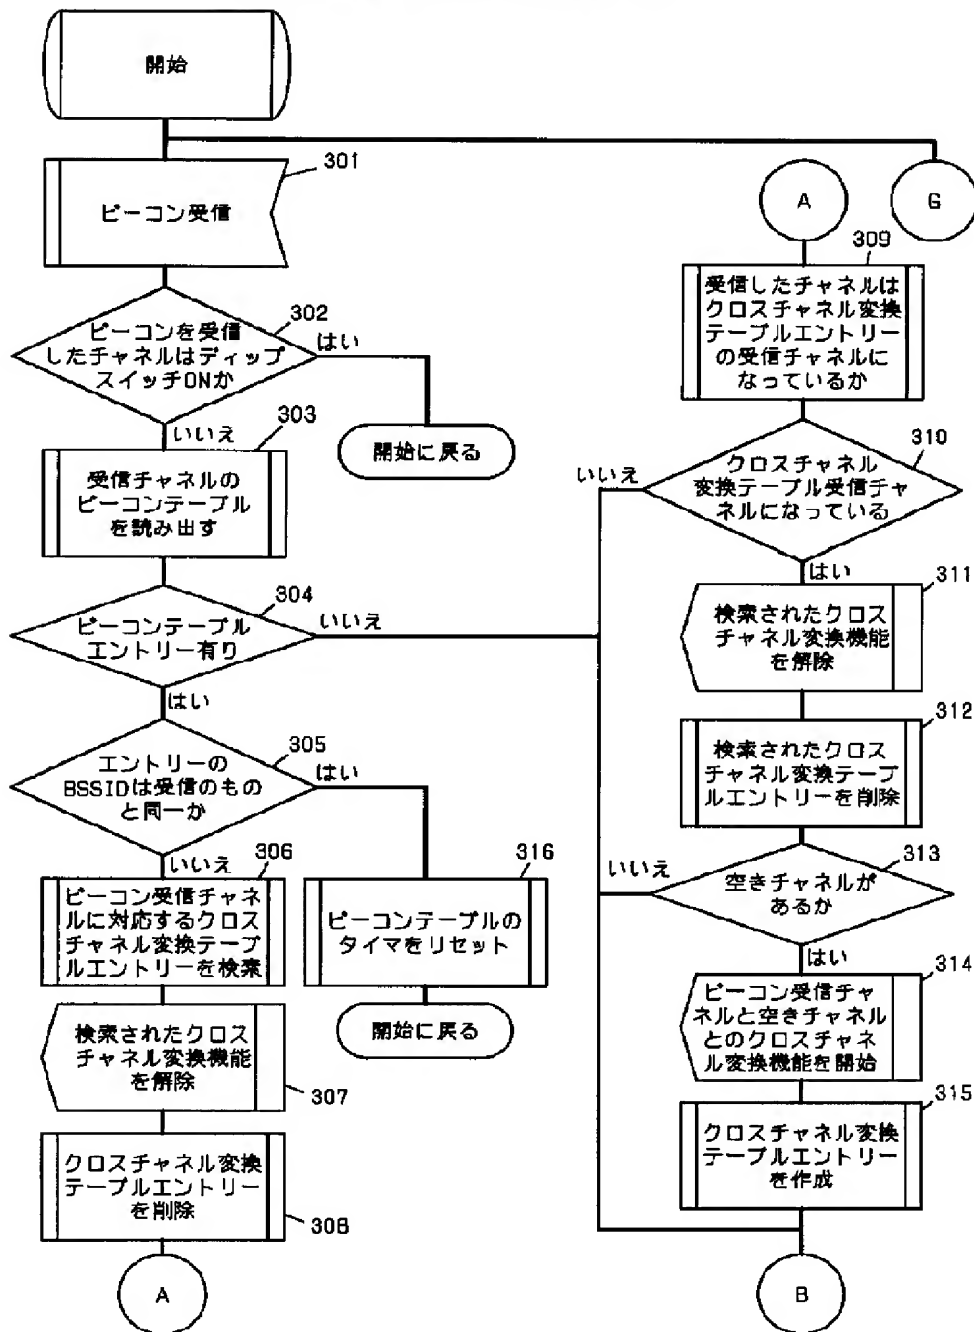 開始
301
ビーコン受信
302
ビーコンを受信
したチャネルはディップ
スイッチONか
はい
開始に戻る
いいえ
303
受信チャネルの
ビーコンテーブル
を読み出す
304
ビーコンテーブル
エントリー有り
いいえ
はい
305
エントリーの
BSSIDは受信のもの
と同一か
はい
いいえ
306
ビーコン受信チャネ
ルに対応するクロス
チャネル変換テーブ
ルエントリーを検索
316
ビーコンテーブルの
タイマをリセット
開始に戻る
検索されたクロス
チャネル変換機能
を解除
307
クロスチャネル変換
テーブルエントリー
を削除
308
A
A
G
309
受信したチャネルは
クロスチャネル変換
テーブルエントリー
の受信チャネルに
なっているか
310
クロスチャネル
変換テーブル受信チャ
ネルになっている
いいえ
はい
311
検索されたクロス
チャネル変換機能
を解除
312
検索されたクロス
チャネル変換テーブ
ルエントリーを削除
313
空きチャネルが
あるか
いいえ
はい
314
ビーコン受信チャ
ネルと空きチャネル
とのクロスチャネ
ル変換機能を開始
315
クロスチャネル変換
テーブルエントリー
を作成
B